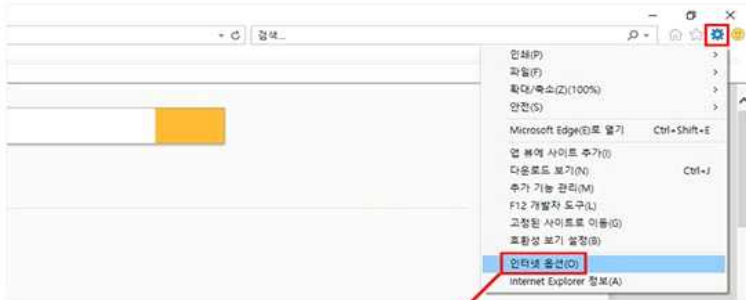 검색...
인쇄(P)
파일(F)
확대/축소(Z)(100%)
안전(S)
Microsoft Edge(E)로 열기 Ctrl+Shift+E
앱 뷰에 사이트 추가(I)
다운로드 보기(N) Ctrl+J
추가 기능 관리(M)
F12 개발자 도구(L)
고정된 사이트로 이동(G)
호환성 보기 설정(B)
인터넷 옵션(O)
Internet Explorer 정보(A)